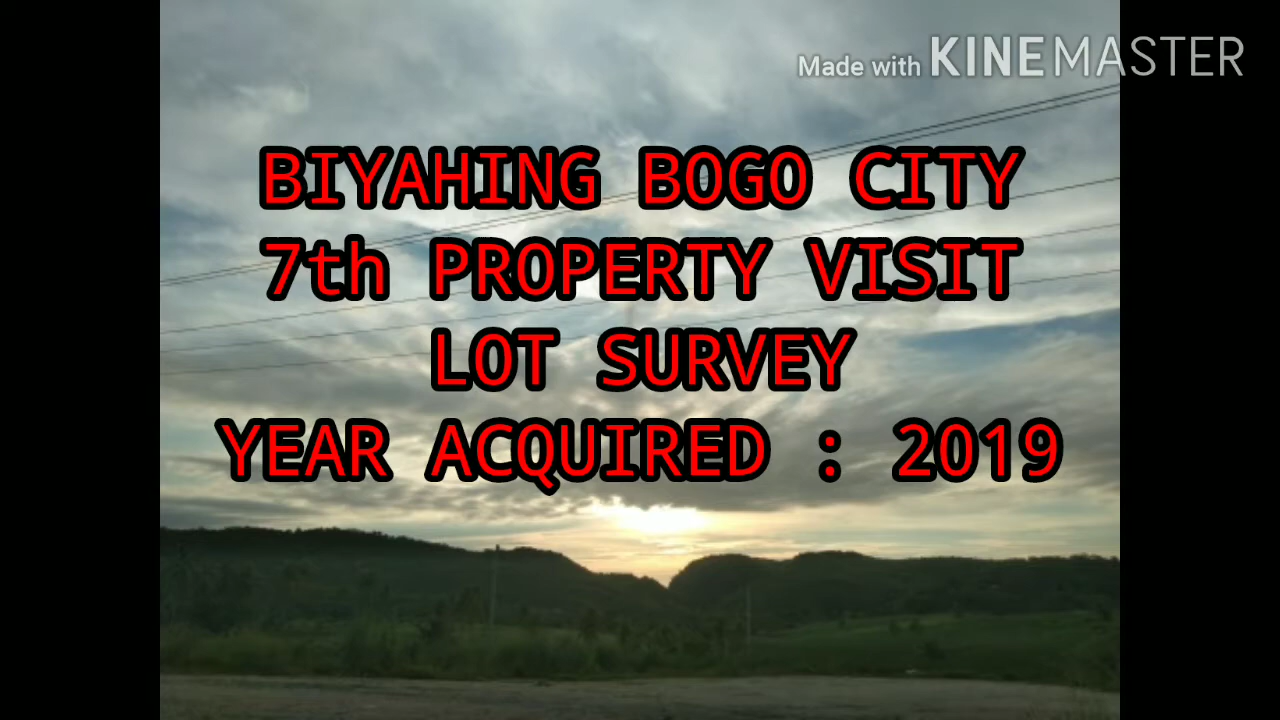 Made with KINEMASTER
BIYAHING BOGO CITY
7th PROPERTY VISIT
LOT SURVEY
YEAR ACQUIRED : 2019